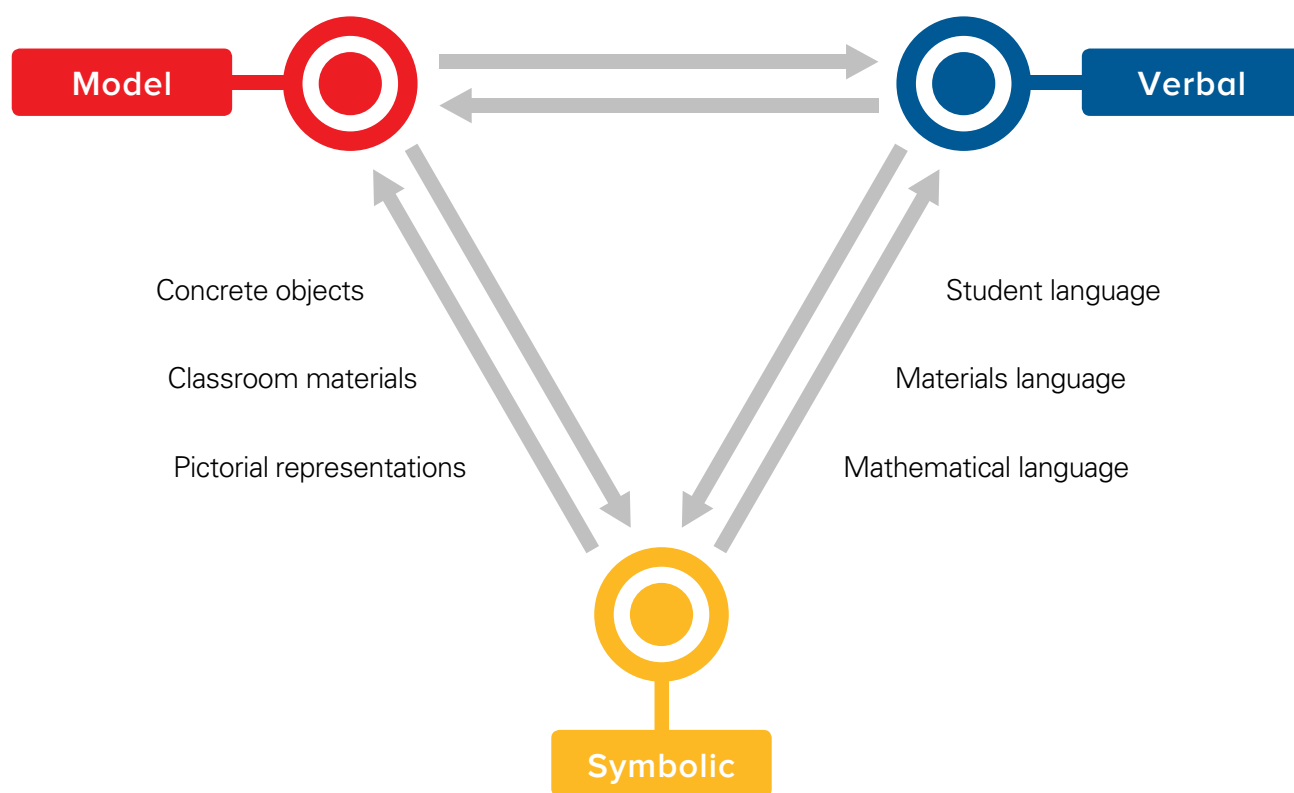 Model
Verbal
Concrete objects
Student language
Classroom materials
Materials language
Pictorial representations
Mathematical language
Symbolic